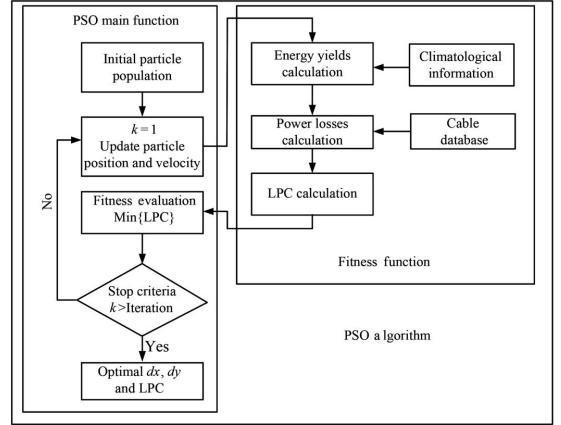 PSO main function
Initial particle
population
k=1
Update particle
position and velocity
No
Fitness evaluation
Min{LPC}
Stop criteria
k>Iteration
Yes
Optimal dx, dy
and LPC
Energy yields
calculation
Climatological
information
Power losses
calculation
Cable
database
LPC calculation
Fitness function
PSO a lgorithm